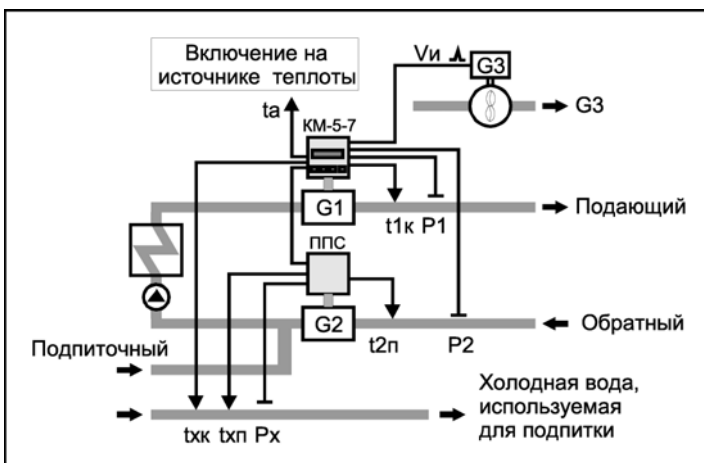 Включение на
источнике теплоты
Vи
G3
G3
ta
КМ-5-7
G1
Подающий
t1к P1
ППС
G2
Обратный
t2п
P2
Подпиточный
Холодная вода,
используемая
для подпитки
tхк tхп Pх